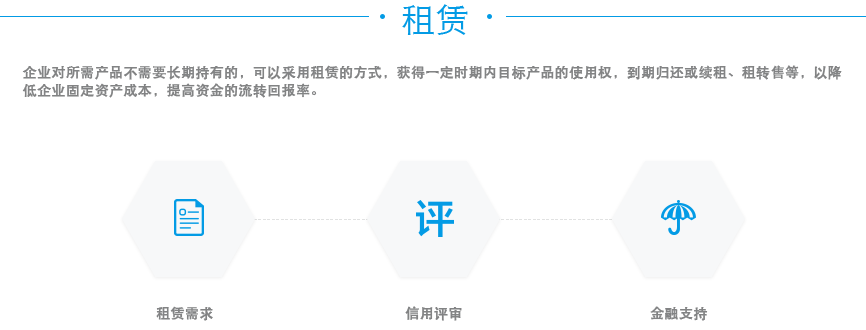 租赁
企业对所需产品不需要长期持有的，可以采用租赁的方式，获得一定时期内目标产品的使用权，到期归还或续租、租转售等，以降
低企业固定资产成本，提高资金的流转回报率。
评
租赁需求
信用评审
金融支持